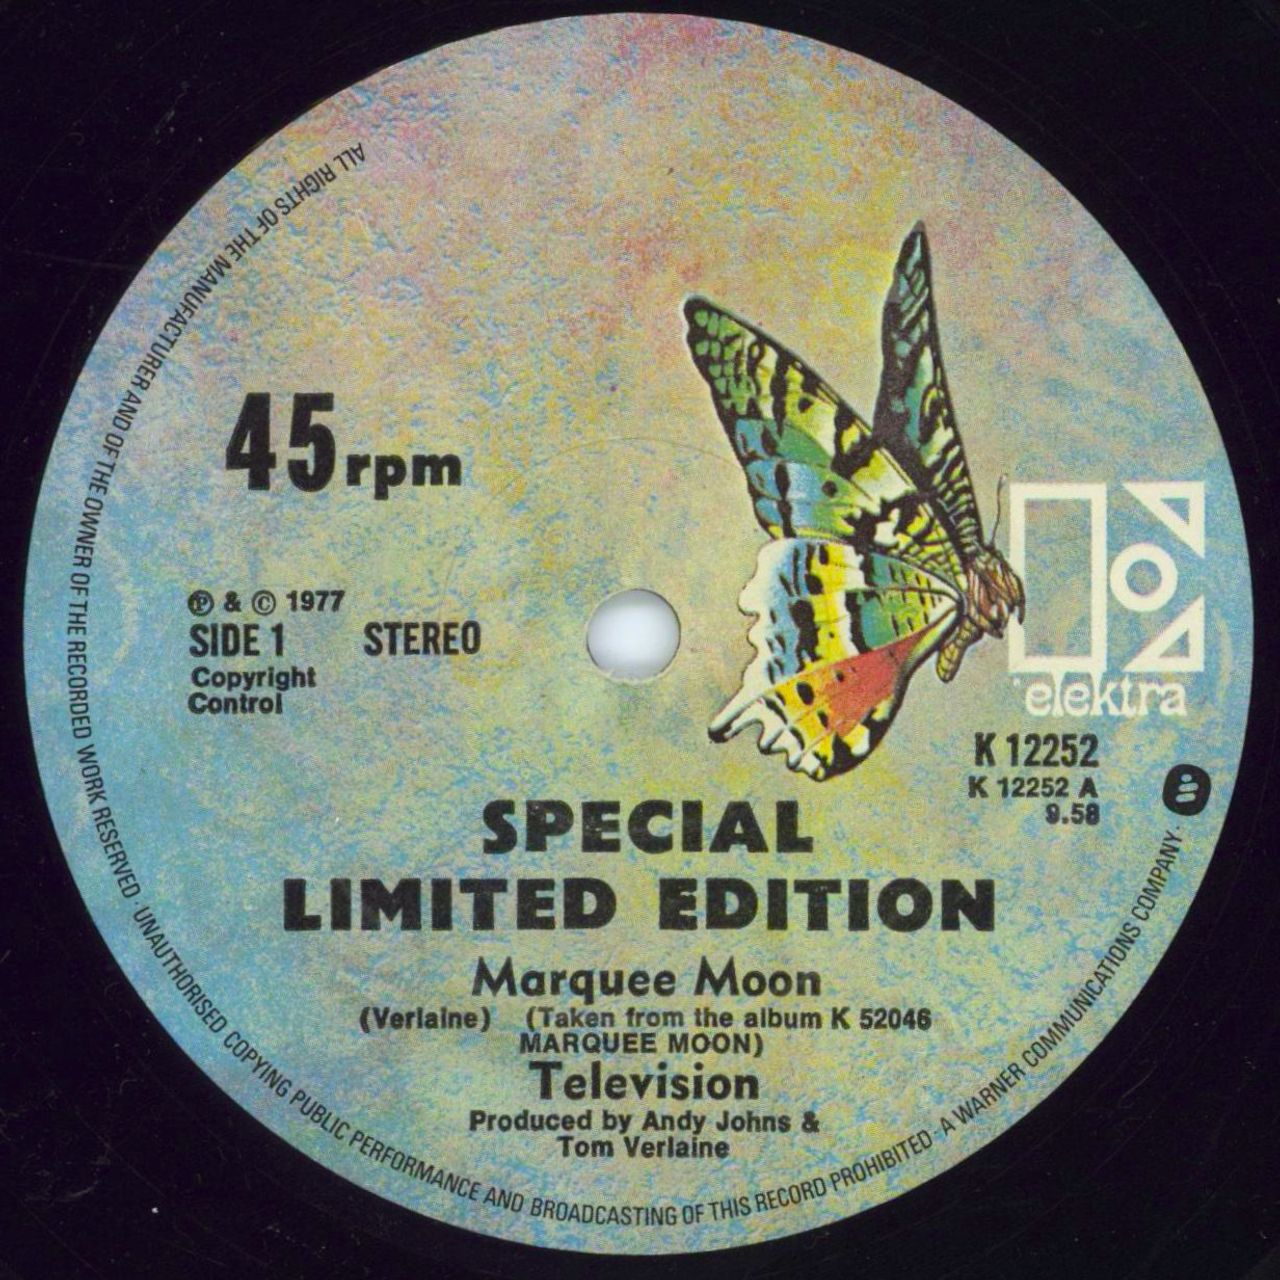 45 rpm
Ⓟ & © 1977
SIDE 1 STEREO
Copyright
Control
elektra
K 12252
K 12252 A
9.58
SPECIAL
LIMITED EDITION
Marquee Moon
(Verlaine) (Taken from the album K 52046
MARQUEE MOON)
Television
Produced by Andy Johns &
Tom Verlaine
ALL RIGHTS OF THE MANUFACTURER AND OF THE OWNER OF THE RECORDED WORK RESERVED · UNAUTHORISED COPYING PUBLIC PERFORMANCE AND BROADCASTING OF THIS RECORD PROHIBITED · A WARNER COMMUNICATIONS COMPANY ·